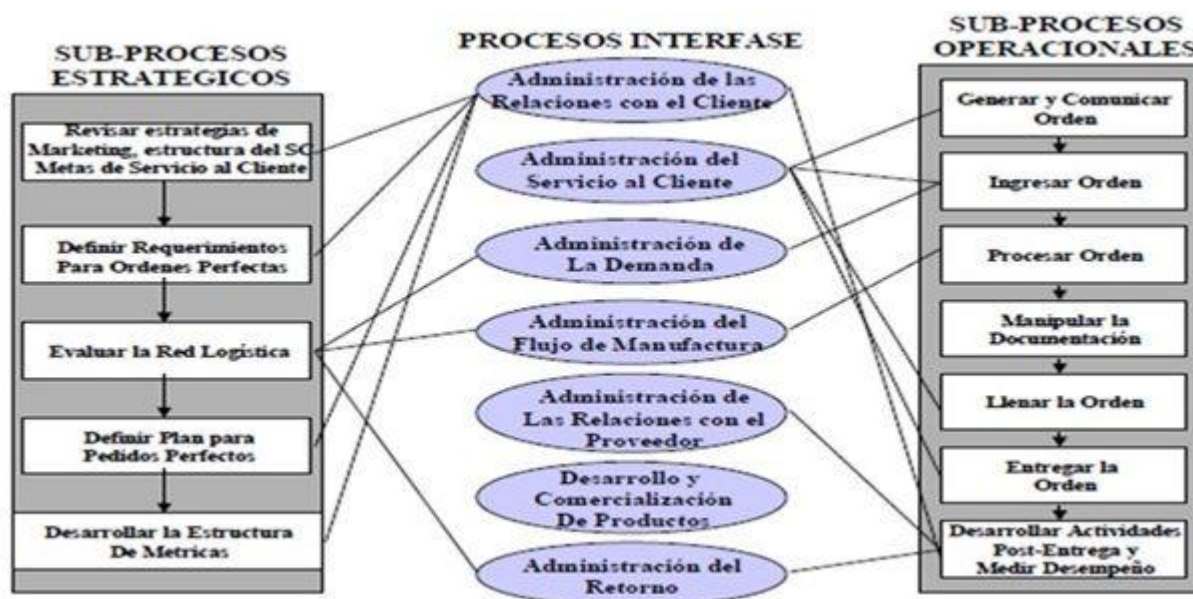 SUB-PROCESOS
ESTRATEGICOS
Revisar estrategias de
Marketing, estructura del SC
Metas de Servicio al Cliente
Definir Requerimientos
Para Ordenes Perfectas
Evaluar la Red Logística
Definir Plan para
Pedidos Perfectos
Desarrollar la Estructura
De Metricas
PROCESOS INTERFASE
Administración de las
Relaciones con el Cliente
Administración del
Servicio al Cliente
Administración de
La Demanda
Administración del
Flujo de Manufactura
Administración de
Las Relaciones con el
Proveedor
Desarrollo y
Comercialización
De Productos
Administración del
Retorno
SUB-PROCESOS
OPERACIONALES
Generar y Comunicar
Orden
Ingresar Orden
Procesar Orden
Manipular la
Documentación
Llenar la Orden
Entregar la
Orden
Desarrollar Actividades
Post-Entrega y
Medir Desempeño